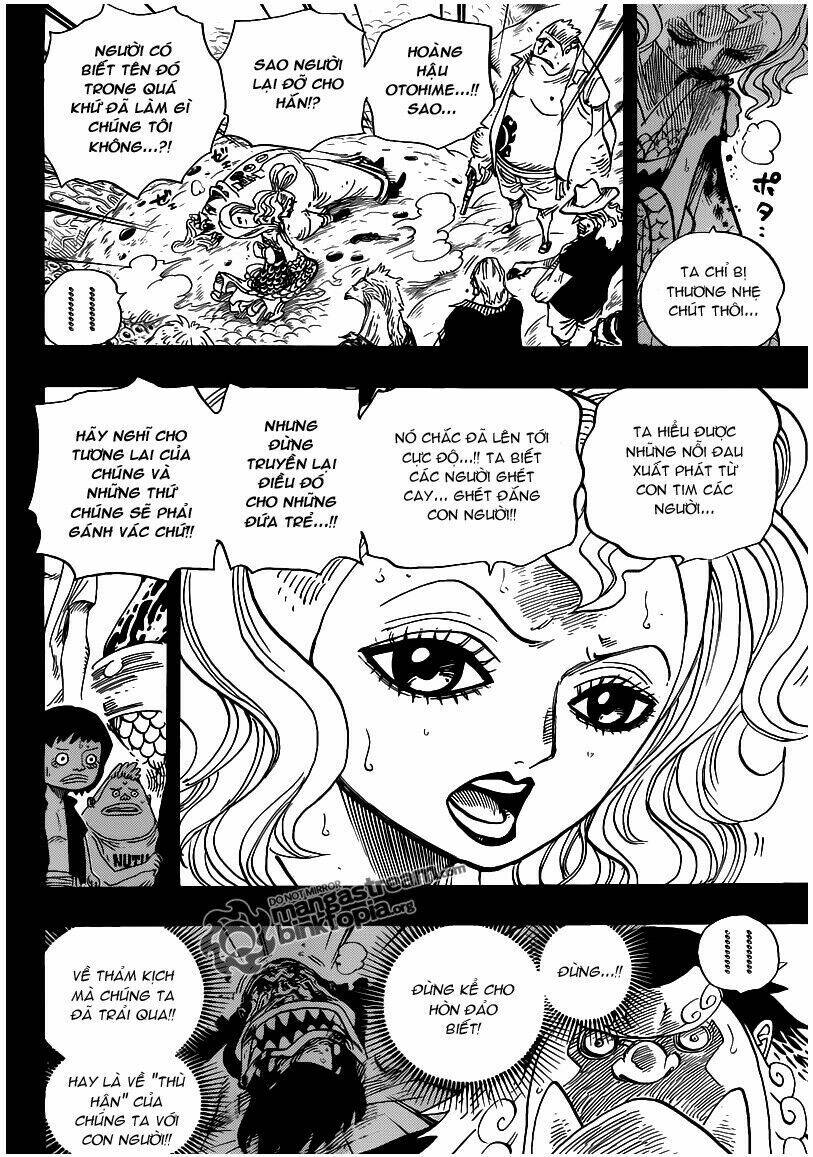 TA CHỈ BỊ
THƯƠNG NHẸ
CHÚT THÔI...
ポタ…
HOÀNG
HẬU
OTOHIME...!!
SAO...
SAO NGƯỜI
LẠI ĐỠ CHO
HẮN!?
NGƯỜI CÓ
BIẾT TÊN ĐÓ
TRONG QUÁ
KHỨ ĐÃ LÀM GÌ
CHÚNG TÔI
KHÔNG...?!
TA HIỂU ĐƯỢC
NHỮNG NỖI ĐAU
XUẤT PHÁT TỪ
CON TIM CÁC
NGƯỜI...
NÓ CHẮC ĐÃ LÊN TỚI
CỰC ĐỘ...!! TA BIẾT
CÁC NGƯỜI GHÉT
CAY... GHÉT ĐẮNG
CON NGƯỜI!!
NHƯNG
ĐỪNG
TRUYỀN LẠI
ĐIỀU ĐÓ
CHO NHỮNG
ĐỨA TRẺ...!!
HÃY NGHĨ CHO
TƯƠNG LAI CỦA
CHÚNG VÀ
NHỮNG THỨ
CHÚNG SẼ PHẢI
GÁNH VÁC CHỨ!!
NUTU
DO NOT MIRROR
mangastream.com
binktopia.org
ĐỪNG...!!
ĐỪNG KỂ CHO
HÒN ĐẢO
BIẾT!
VỀ THẢM KỊCH
MÀ CHÚNG TA
ĐÃ TRẢI QUA!!
HAY LÀ VỀ "THÙ
HẬN" CỦA
CHÚNG TA VỚI
CON NGƯỜI!!